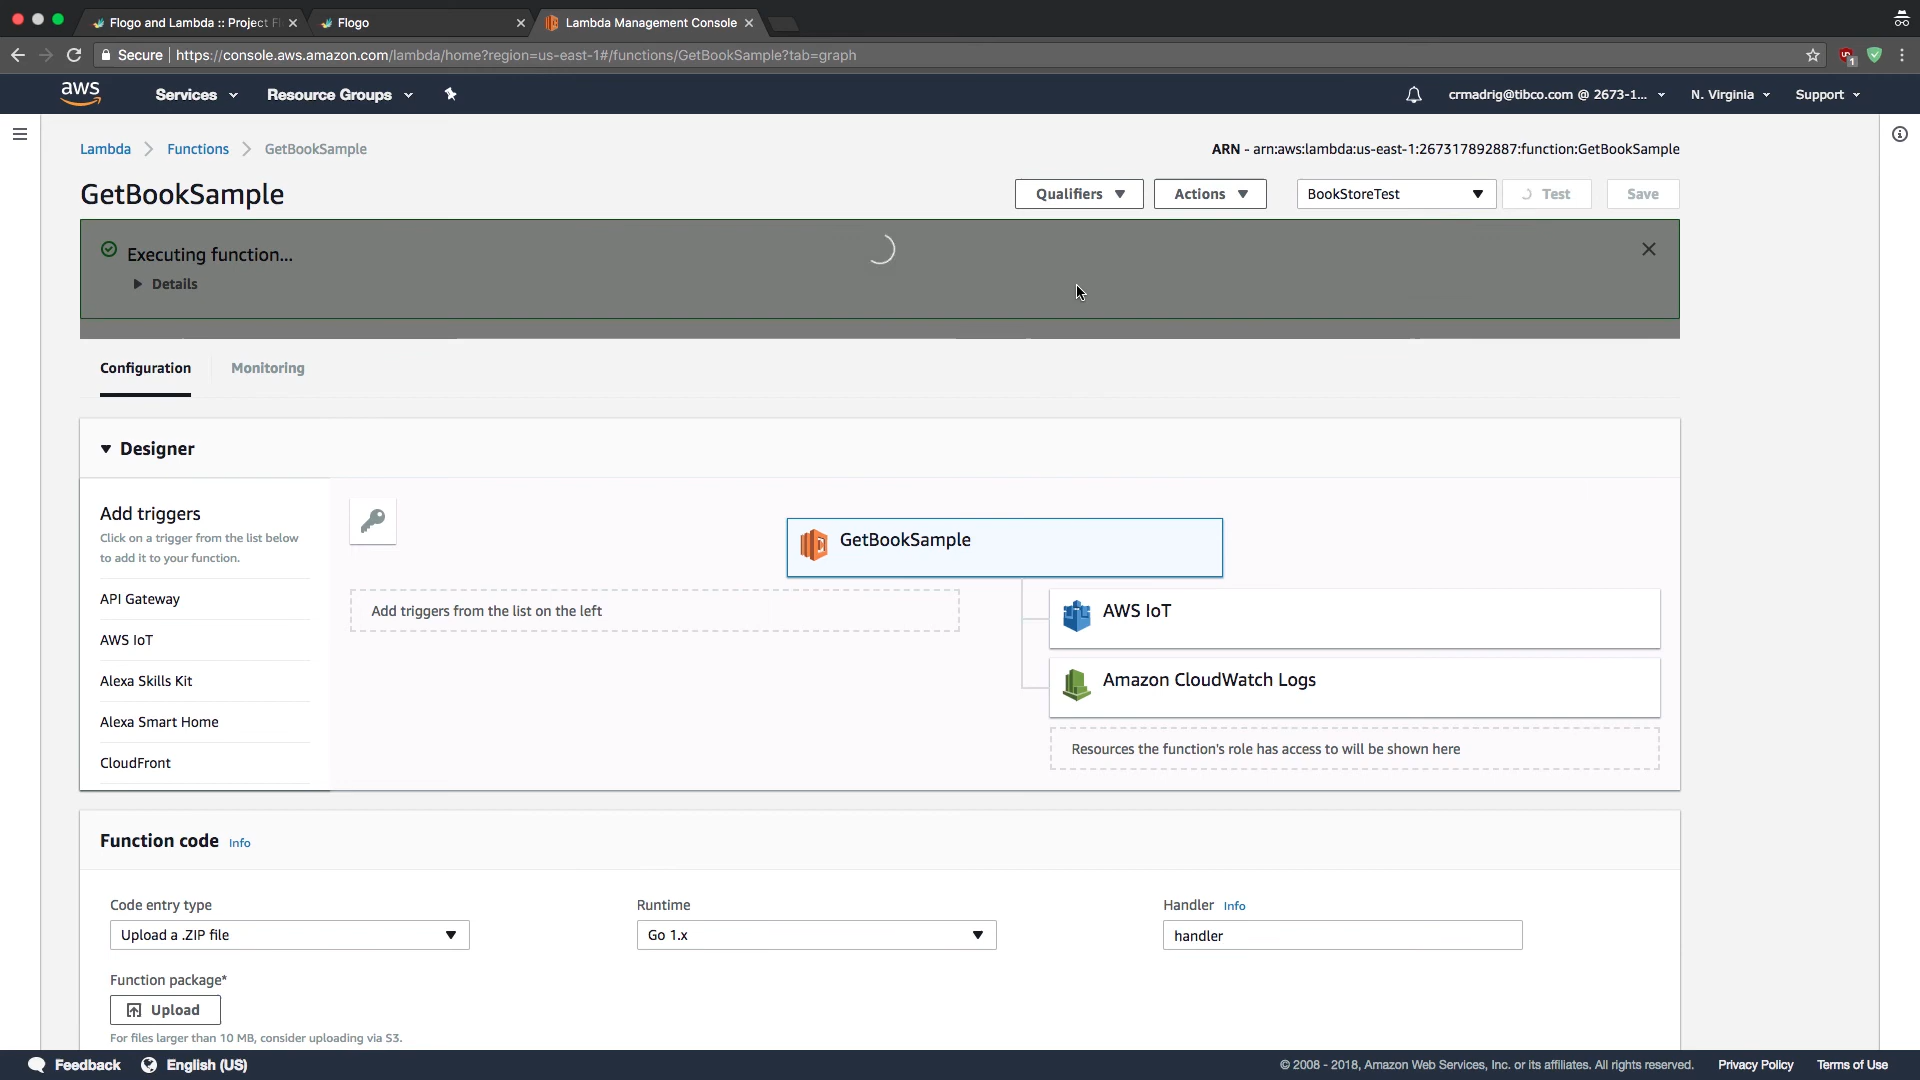 Flogo and Lambda :: Project Fl
Flogo
Lambda Management Console
Secure
https://console.aws.amazon.com/lambda/home?region=us-east-1#/functions/GetBookSample?tab=graph
1
aws
Services
Resource Groups
crmadrig@tibco.com @ 2673-1...
N. Virginia
Support
Lambda
Functions
GetBookSample
ARN - arn:aws:lambda:us-east-1:267317892887:function:GetBookSample
GetBookSample
Qualifiers
Actions
BookStoreTest
Test
Save
Executing function...
Details
Configuration
Monitoring
Designer
Add triggers
Click on a trigger from the list below
to add it to your function.
API Gateway
AWS IoT
Alexa Skills Kit
Alexa Smart Home
CloudFront
GetBookSample
Add triggers from the list on the left
AWS IoT
Amazon CloudWatch Logs
Resources the function's role has access to will be shown here
Function code Info
Code entry type
Upload a .ZIP file
Runtime
Go 1.x
Handler Info
handler
Function package*
Upload
For files larger than 10 MB, consider uploading via S3.
Feedback
English (US)
© 2008 - 2018, Amazon Web Services, Inc. or its affiliates. All rights reserved.
Privacy Policy
Terms of Use